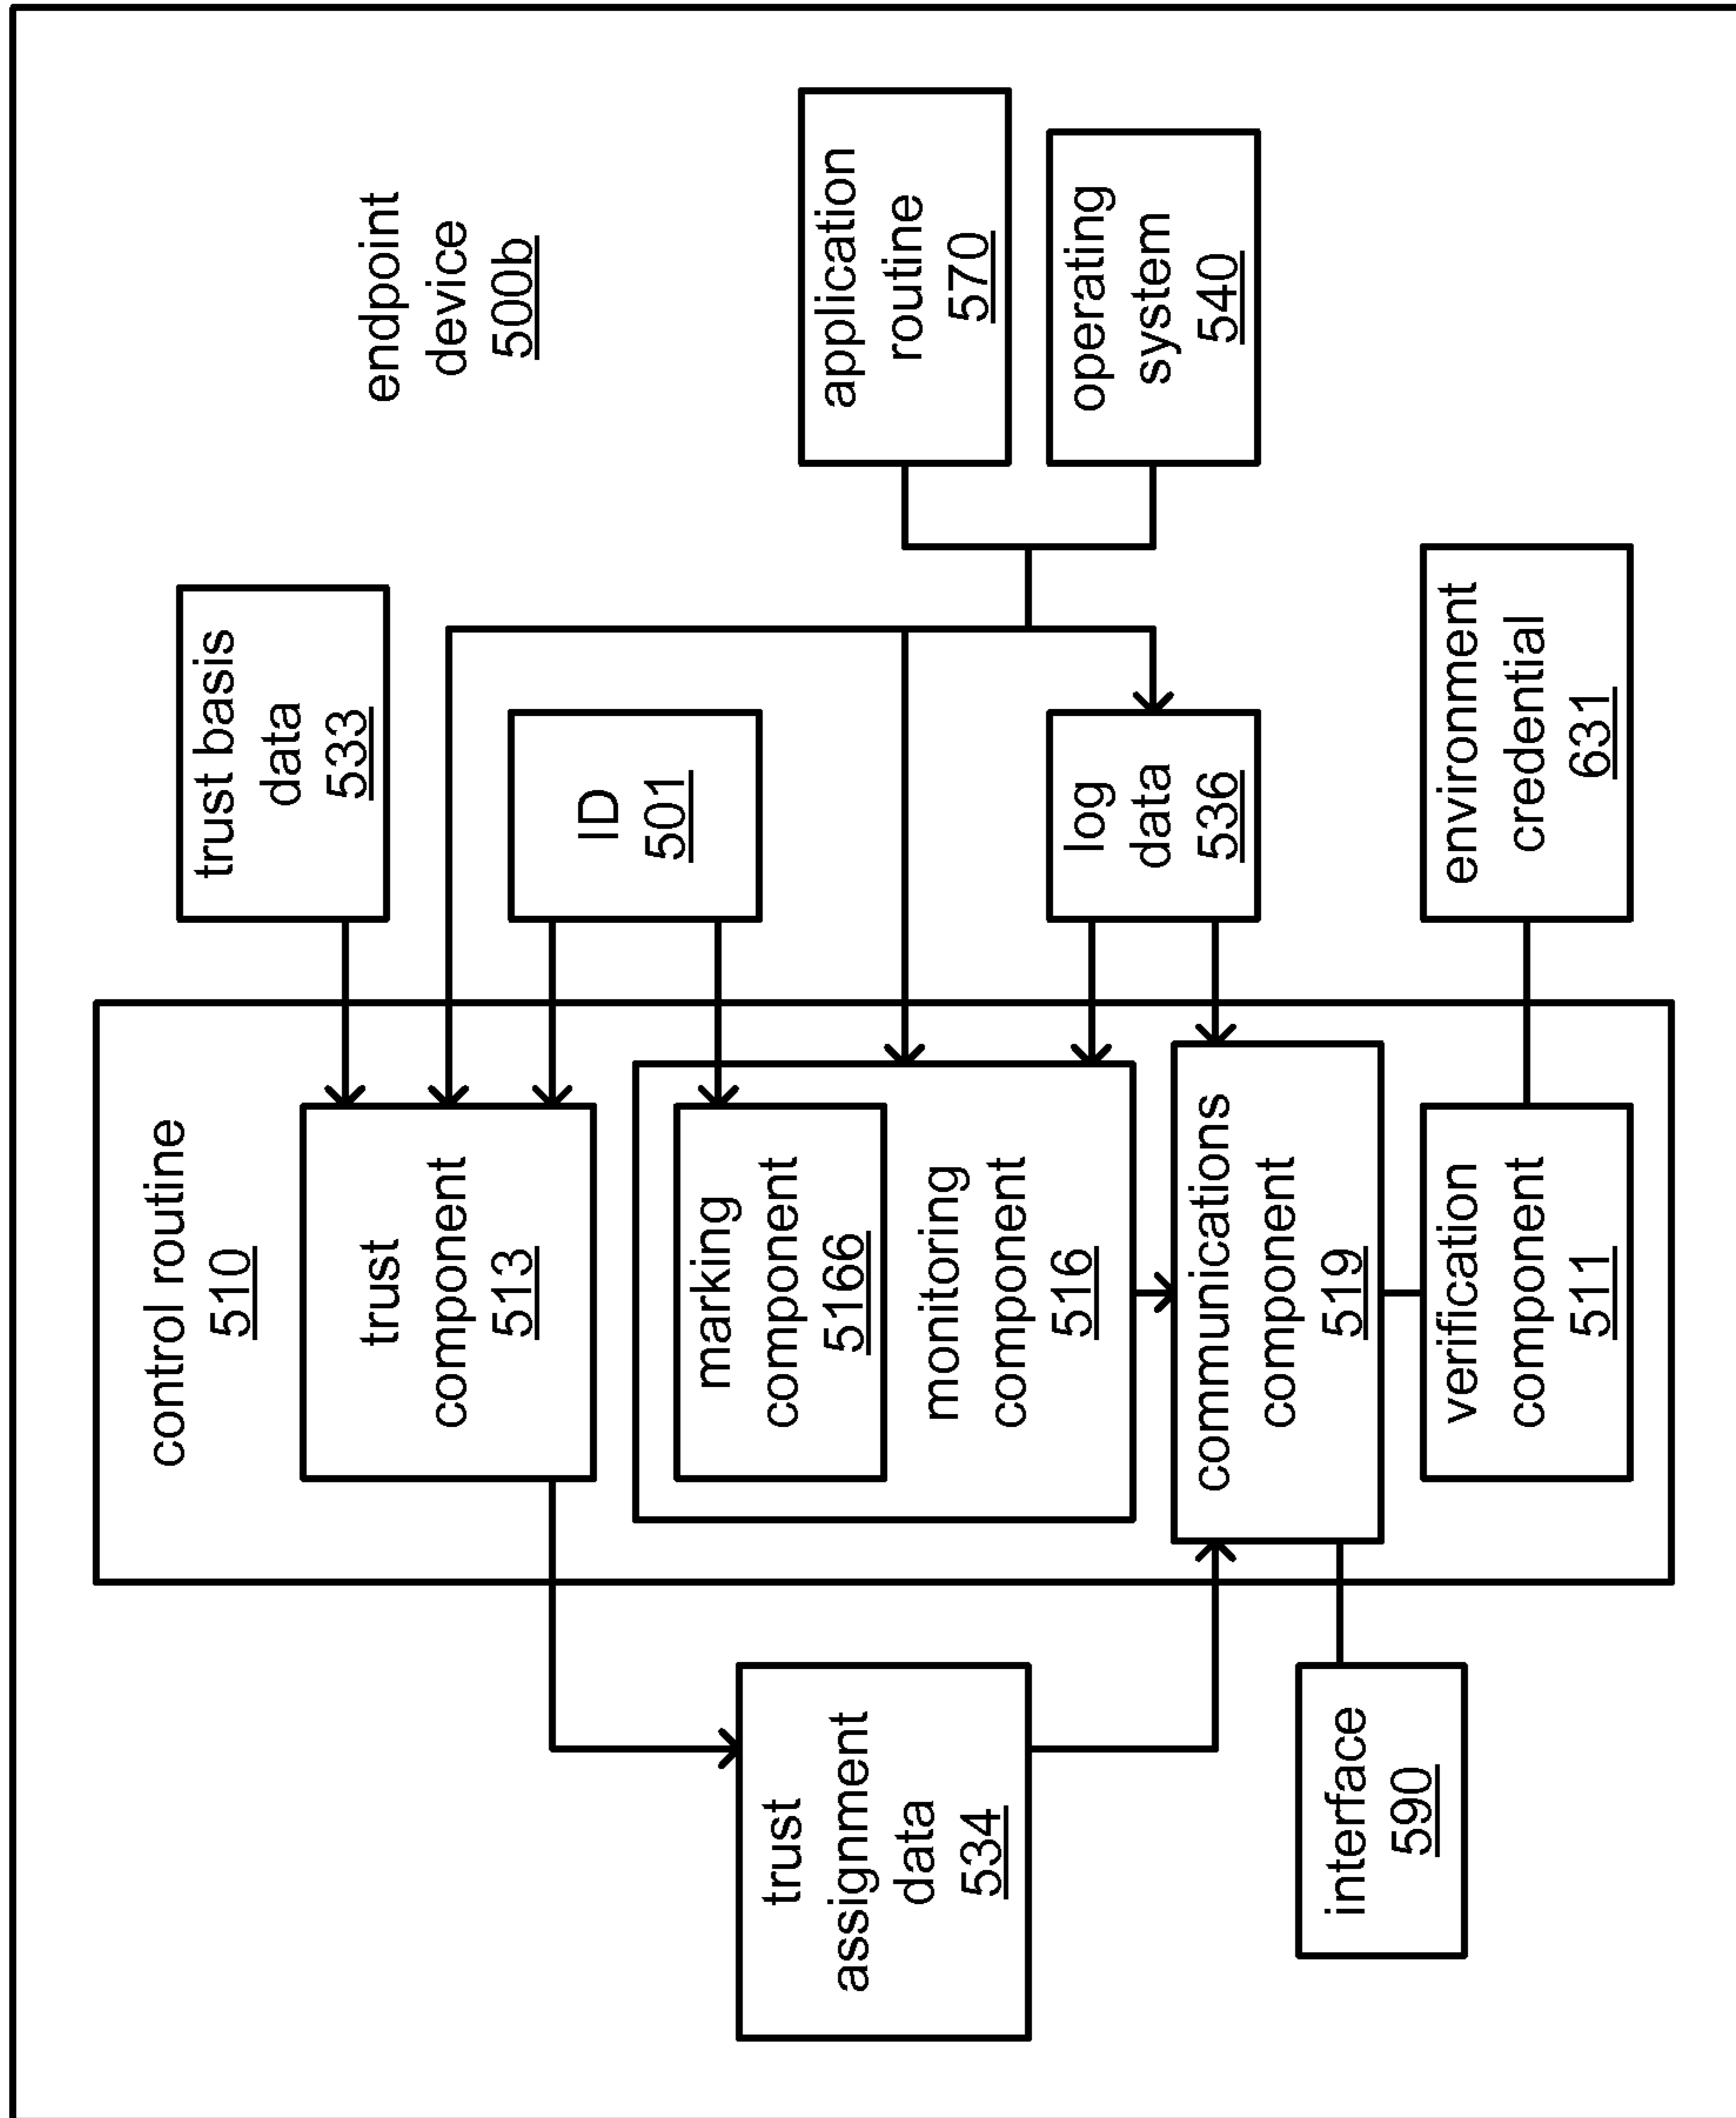 endpoint
device
500b
control routine
510
trust basis
data
533
trust
component
513
ID
501
application
routine
570
operating
system
540
trust
assignment
data
534
marking
component
5166
monitoring
component
516
log
data
536
communications
component
519
interface
590
verification
component
511
environment
credential
631